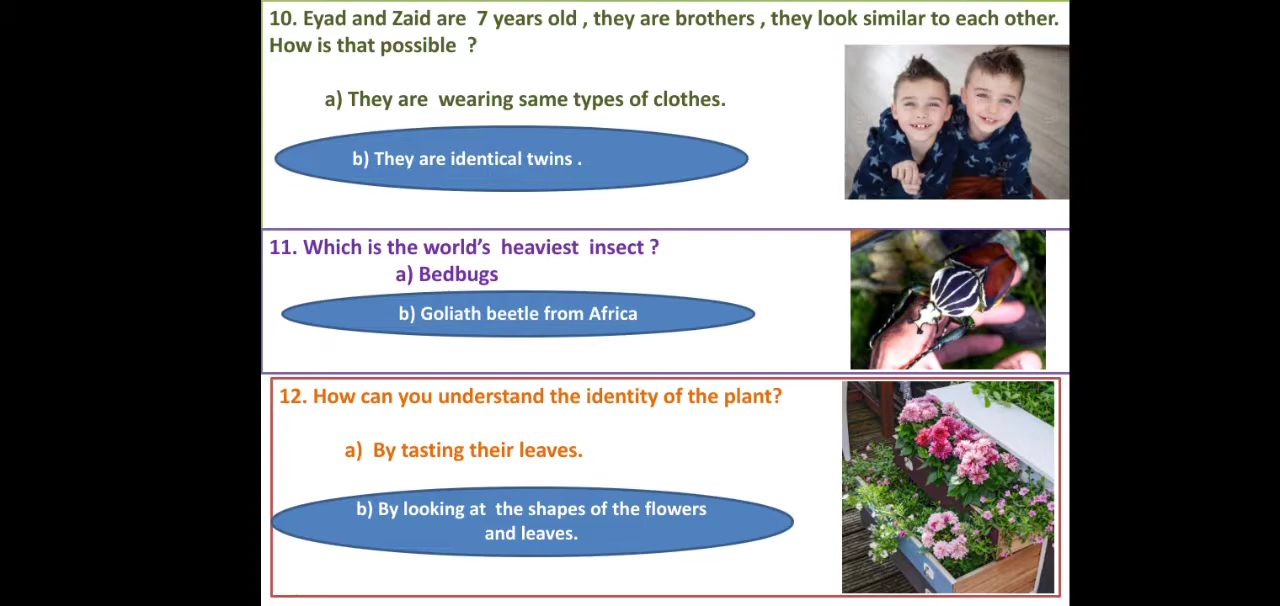 10. Eyad and Zaid are 7 years old , they are brothers , they look similar to each other.
How is that possible ?
a) They are wearing same types of clothes.
b) They are identical twins .
11. Which is the world's heaviest insect ?
a) Bedbugs
b) Goliath beetle from Africa
12. How can you understand the identity of the plant?
a) By tasting their leaves.
b) By looking at the shapes of the flowers
and leaves.